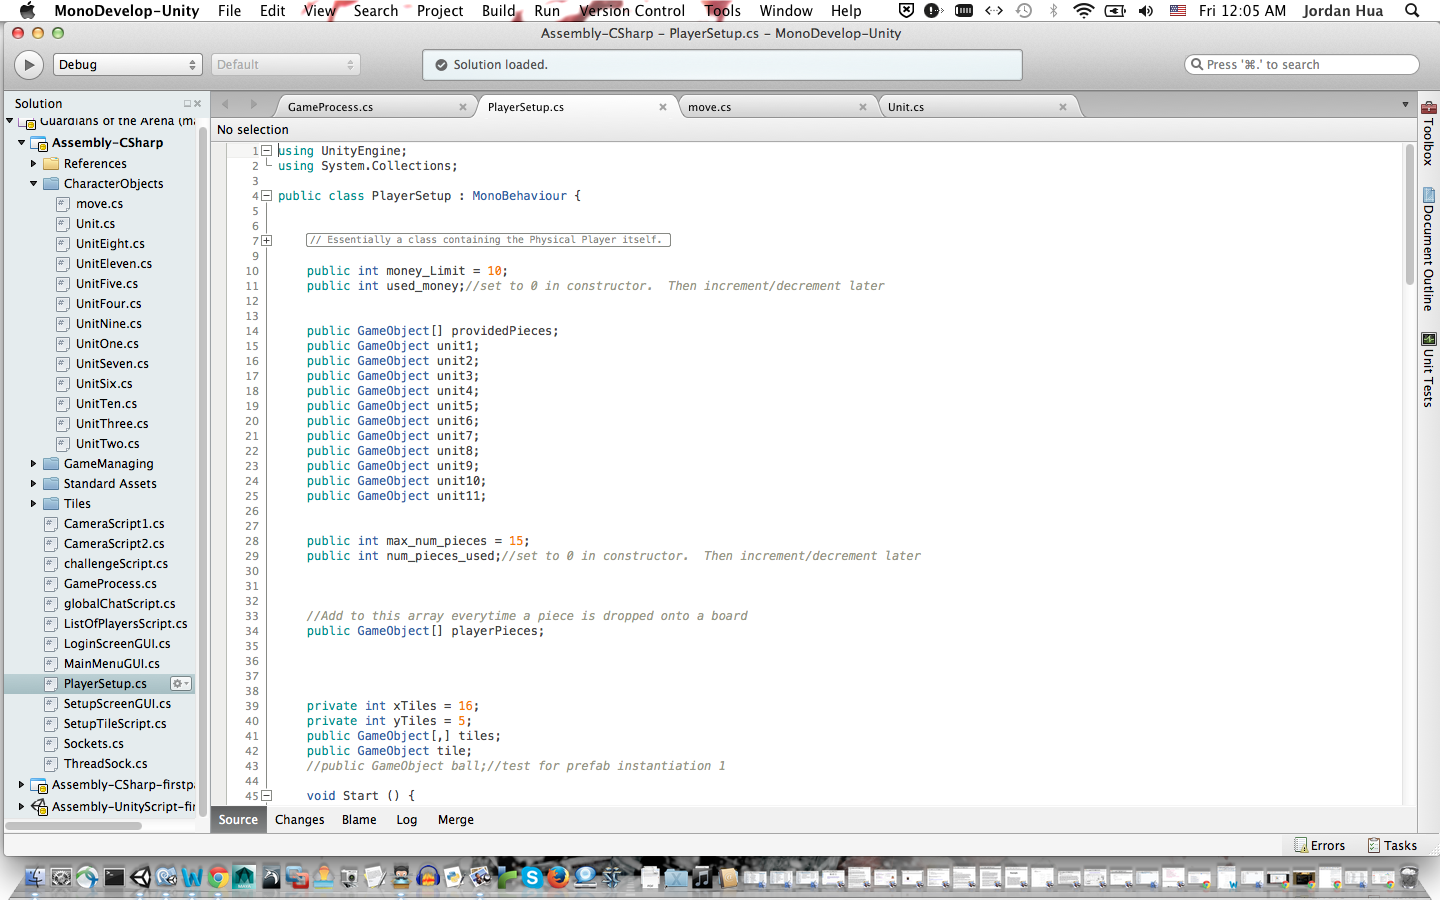 MonoDevelop-Unity File Edit View Search Project Build Run Version Control Tools Window Help Fri 12:05 AM Jordan Hua
Assembly-CSharp – PlayerSetup.cs – MonoDevelop-Unity
Debug Default Solution loaded. Press '⌘.' to search
Solution
GameProcess.cs PlayerSetup.cs move.cs Unit.cs
No selection
Guardians of the Arena (ma
Assembly-CSharp
References
CharacterObjects
move.cs
Unit.cs
UnitEight.cs
UnitEleven.cs
UnitFive.cs
UnitFour.cs
UnitNine.cs
UnitOne.cs
UnitSeven.cs
UnitSix.cs
UnitTen.cs
UnitThree.cs
UnitTwo.cs
GameManaging
Standard Assets
Tiles
CameraScript1.cs
CameraScript2.cs
challengeScript.cs
GameProcess.cs
globalChatScript.cs
ListOfPlayersScript.cs
LoginScreenGUI.cs
MainMenuGUI.cs
PlayerSetup.cs
SetupScreenGUI.cs
SetupTileScript.cs
Sockets.cs
ThreadSock.cs
Assembly-CSharp-firstpa
Assembly-UnityScript-fir
1 using UnityEngine;
2 using System.Collections;
3
4 public class PlayerSetup : MonoBehaviour {
5
6
7 // Essentially a class containing the Physical Player itself.
9
10 public int money_Limit = 10;
11 public int used_money;//set to 0 in constructor.  Then increment/decrement later
12
13
14 public GameObject[] providedPieces;
15 public GameObject unit1;
16 public GameObject unit2;
17 public GameObject unit3;
18 public GameObject unit4;
19 public GameObject unit5;
20 public GameObject unit6;
21 public GameObject unit7;
22 public GameObject unit8;
23 public GameObject unit9;
24 public GameObject unit10;
25 public GameObject unit11;
26
27
28 public int max_num_pieces = 15;
29 public int num_pieces_used;//set to 0 in constructor.  Then increment/decrement later
30
31
32
33 //Add to this array everytime a piece is dropped onto a board
34 public GameObject[] playerPieces;
35
36
37
38
39 private int xTiles = 16;
40 private int yTiles = 5;
41 public GameObject[,] tiles;
42 public GameObject tile;
43 //public GameObject ball;//test for prefab instantiation 1
44
45 void Start () {
Toolbox
Document Outline
Unit Tests
Source Changes Blame Log Merge
Errors Tasks